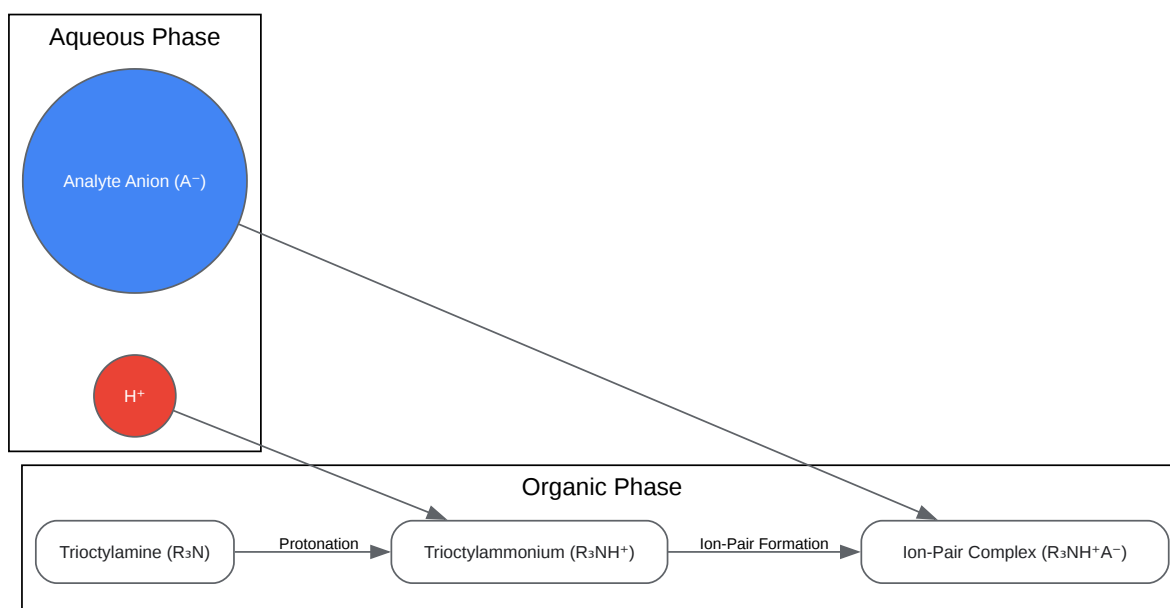 Aqueous Phase
Analyte Anion (A⁻)
H⁺
Organic Phase
Trioctylamine (R₃N)
Protonation
Trioctylammonium (R₃NH⁺)
Ion-Pair Formation
Ion-Pair Complex (R₃NH⁺A⁻)